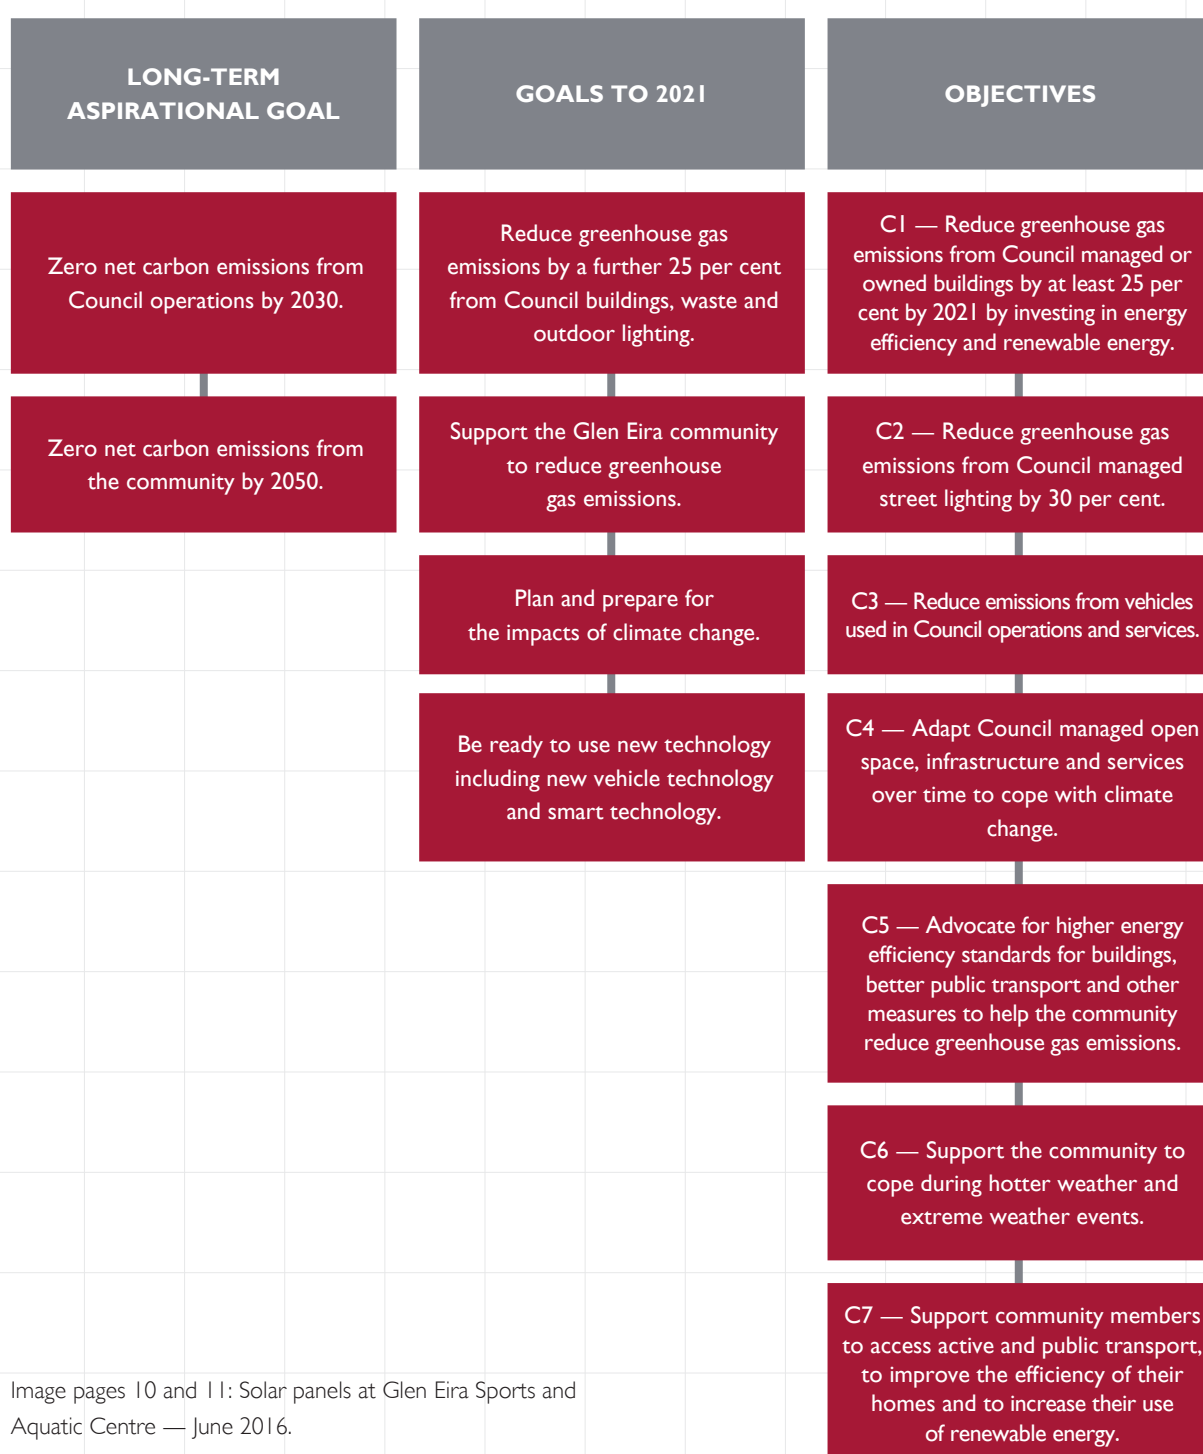 LONG-TERM
ASPIRATIONAL GOAL
Zero net carbon emissions from
Council operations by 2030.
Zero net carbon emissions from
the community by 2050.
GOALS TO 2021
Reduce greenhouse gas
emissions by a further 25 per cent
from Council buildings, waste and
outdoor lighting.
Support the Glen Eira community
to reduce greenhouse
gas emissions.
Plan and prepare for
the impacts of climate change.
Be ready to use new technology
including new vehicle technology
and smart technology.
OBJECTIVES
C1 — Reduce greenhouse gas
emissions from Council managed or
owned buildings by at least 25 per
cent by 2021 by investing in energy
efficiency and renewable energy.
C2 — Reduce greenhouse gas
emissions from Council managed
street lighting by 30 per cent.
C3 — Reduce emissions from vehicles
used in Council operations and services.
C4 — Adapt Council managed open
space, infrastructure and services
over time to cope with climate
change.
C5 — Advocate for higher energy
efficiency standards for buildings,
better public transport and other
measures to help the community
reduce greenhouse gas emissions.
C6 — Support the community to
cope during hotter weather and
extreme weather events.
C7 — Support community members
to access active and public transport,
to improve the efficiency of their
homes and to increase their use
of renewable energy.
Image pages 10 and 11: Solar panels at Glen Eira Sports and
Aquatic Centre — June 2016.